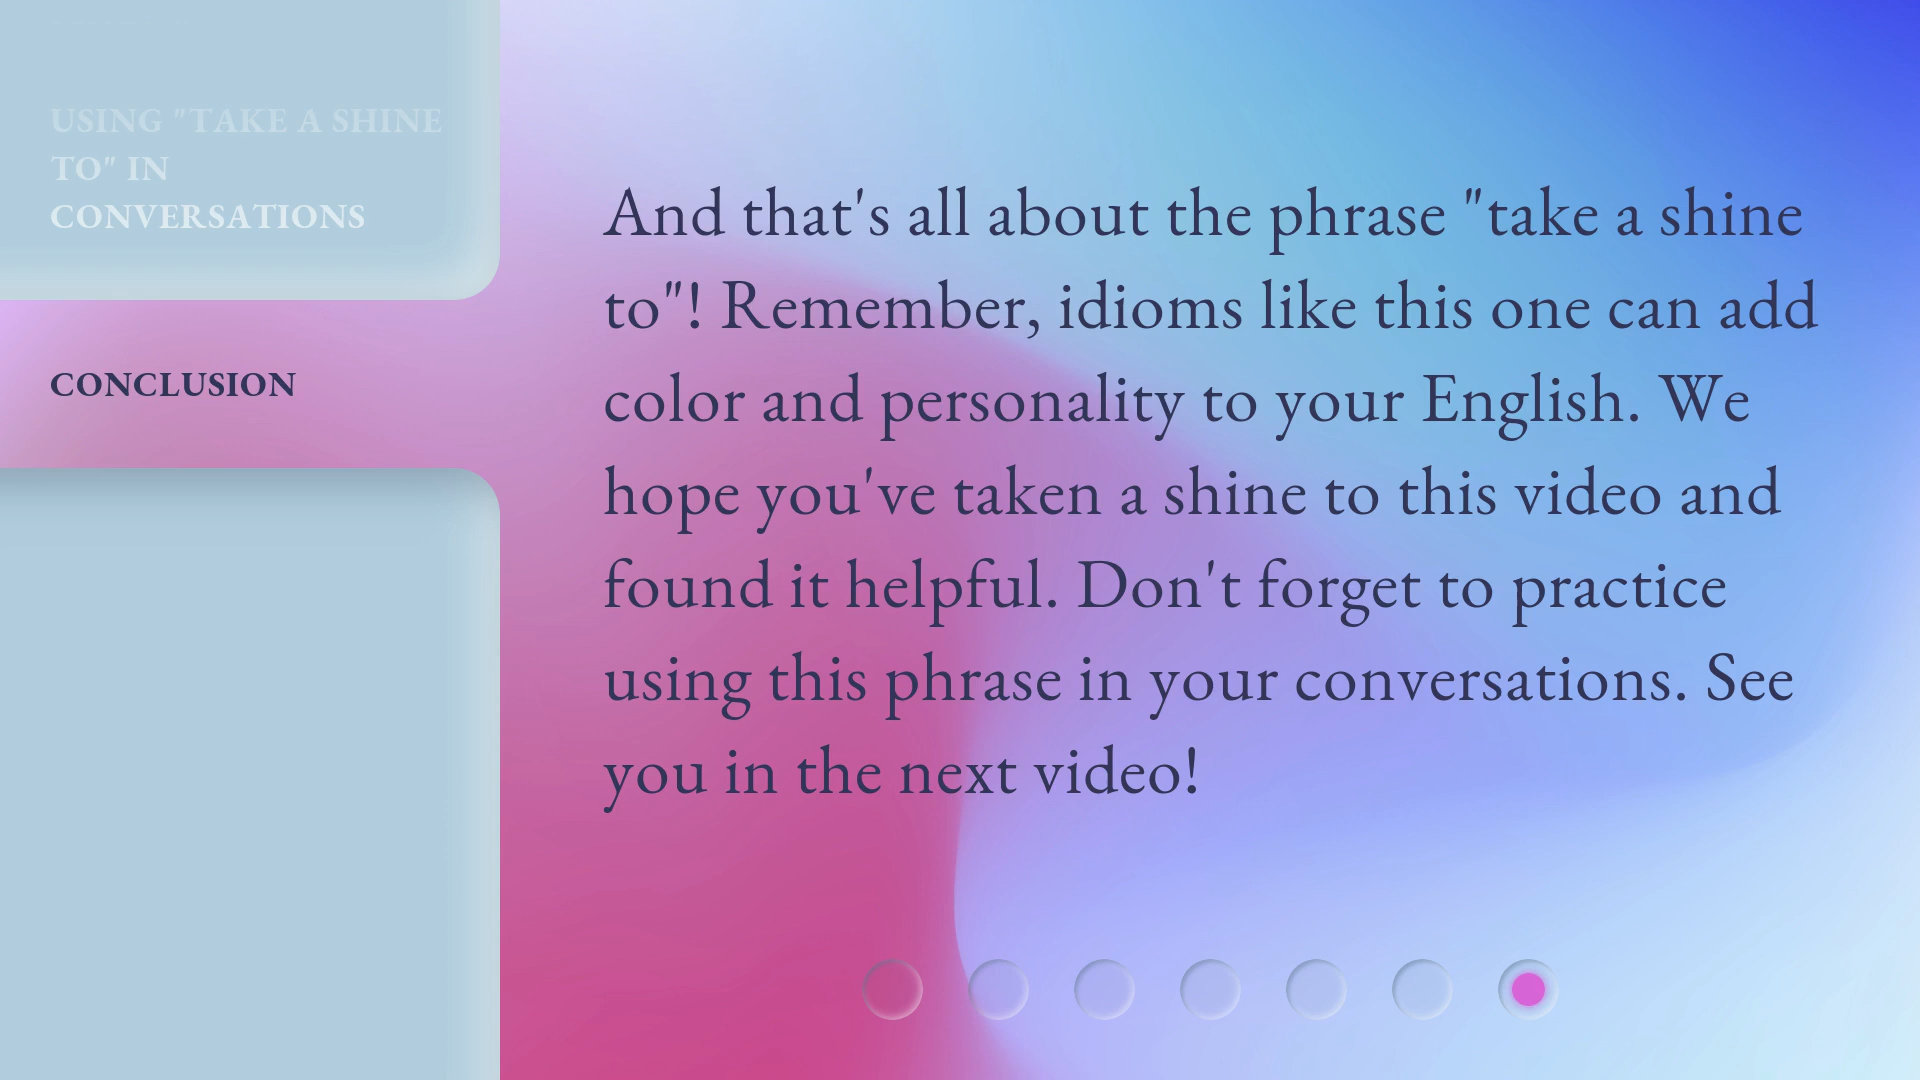 USING "TAKE A SHINE
TO" IN
CONVERSATIONS
CONCLUSION
And that's all about the phrase "take a shine
to"! Remember, idioms like this one can add
color and personality to your English. We
hope you've taken a shine to this video and
found it helpful. Don't forget to practice
using this phrase in your conversations. See
you in the next video!